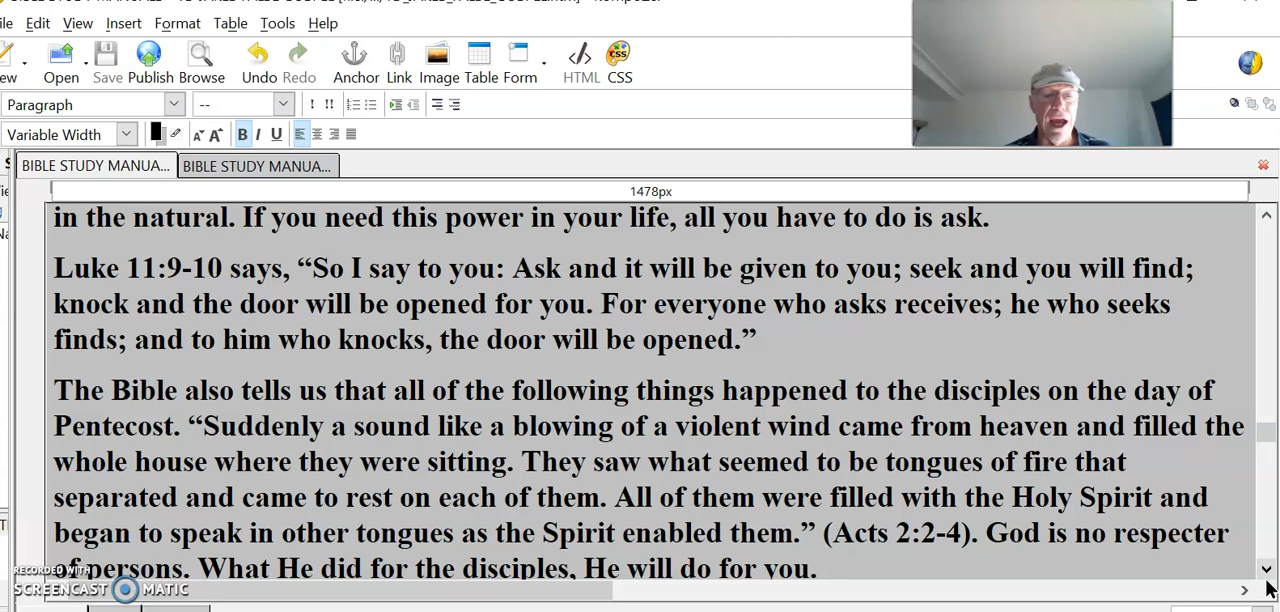 File Edit View Insert Format Table Tools Help
Open Save Publish Browse Undo Redo Anchor Link Image Table Form HTML CSS
Paragraph --
Variable Width B I U
BIBLE STUDY MANUA... BIBLE STUDY MANUA...
1478px
in the natural. If you need this power in your life, all you have to do is ask.
Luke 11:9-10 says, “So I say to you: Ask and it will be given to you; seek and you will find;
knock and the door will be opened for you. For everyone who asks receives; he who seeks
finds; and to him who knocks, the door will be opened.”
The Bible also tells us that all of the following things happened to the disciples on the day of
Pentecost. “Suddenly a sound like a blowing of a violent wind came from heaven and filled the
whole house where they were sitting. They saw what seemed to be tongues of fire that
separated and came to rest on each of them. All of them were filled with the Holy Spirit and
began to speak in other tongues as the Spirit enabled them.” (Acts 2:2-4). God is no respecter
of persons. What He did for the disciples, He will do for you.
RECORDED WITH
SCREENCAST MATIC